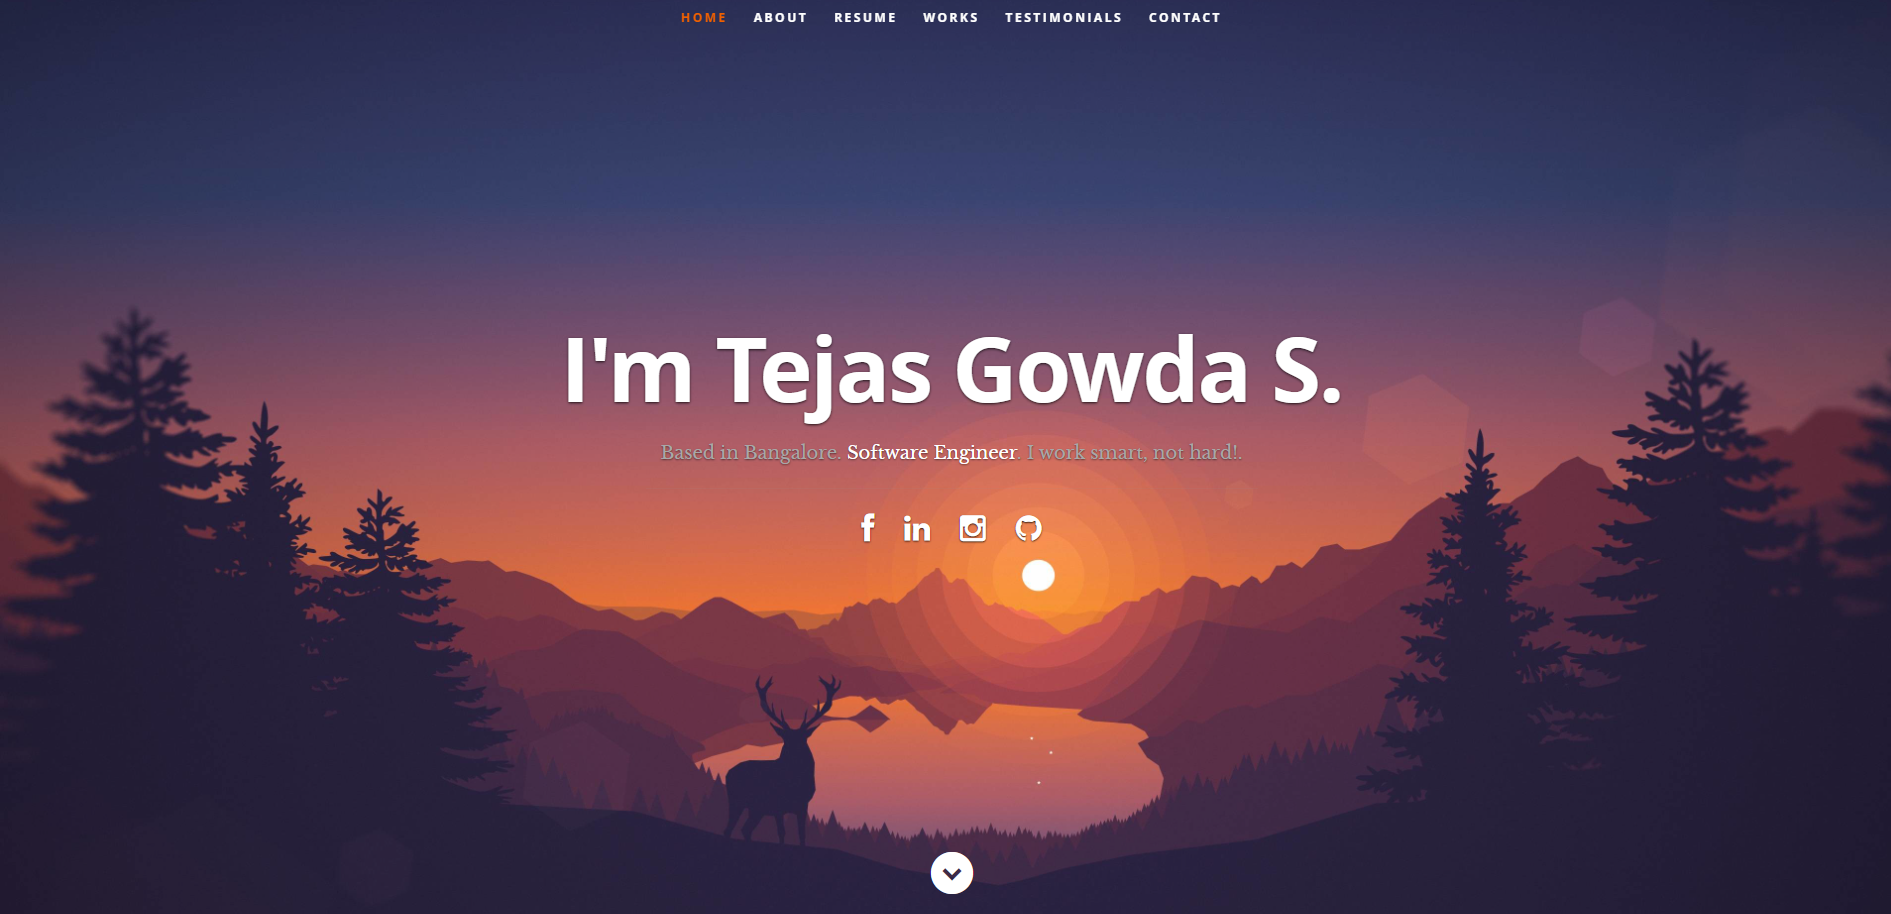 HOME ABOUT RESUME WORKS TESTIMONIALS CONTACT
I'm Tejas Gowda S.
Based in Bangalore. Software Engineer. I work smart, not hard!.